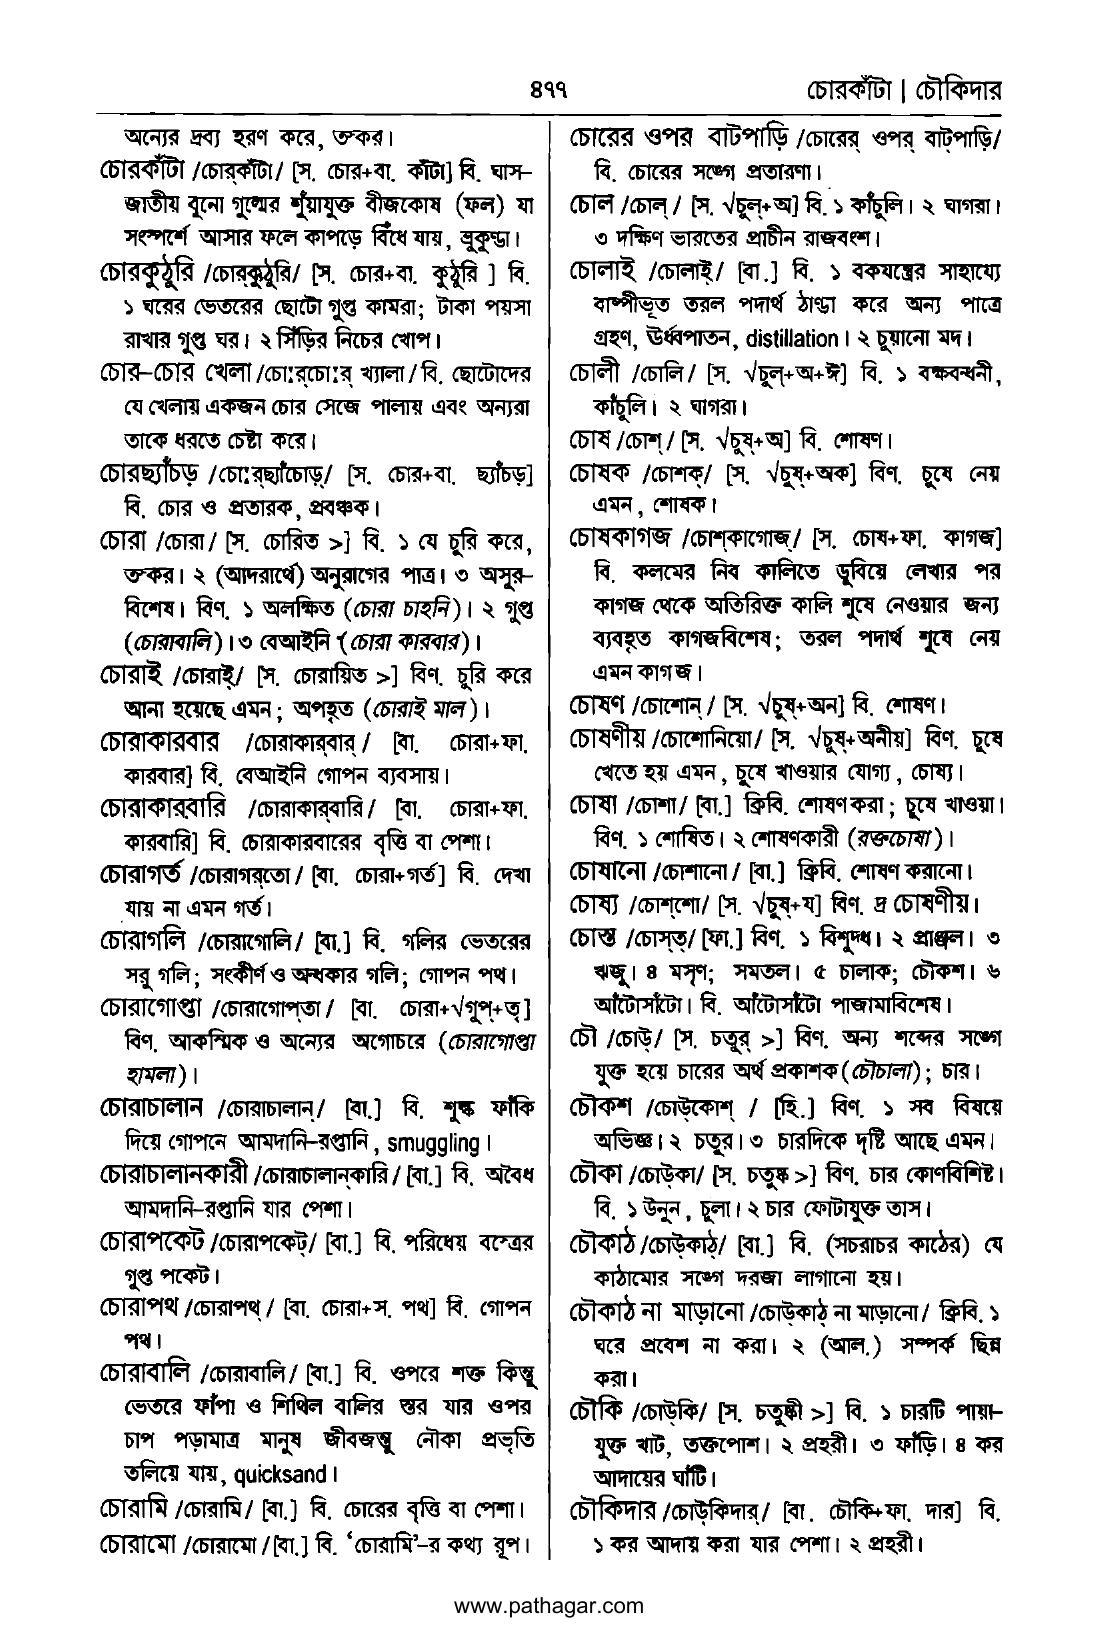 ৪৭৭
চোরকাঁটা | চৌকিদার
অন্যের দ্রব্য হরণ করে, তস্কর।
চোরকাঁটা /চোর্‌কাঁটা/ [স. চোর+বা. কাঁটা] বি. ঘাস–
জাতীয় বুনো গুল্মের শুঁয়াযুক্ত বীজকোষ (ফল) যা
সংস্পর্শে আসার ফলে কাপড়ে বিঁধে যায়, ভ্রুকুন্ডা।
চোরকুঠুরি /চোর্‌কুঠুরি/ [স. চোর+বা. কুঠুরি ] বি.
১ ঘরের ভেতরের ছোটো গুপ্ত কামরা; টাকা পয়সা
রাখার গুপ্ত ঘর। ২ সিঁড়ির নিচের খোপ।
চোর–চোর খেলা /চোঃর্‌চোঃর্‌ খ্যালা / বি. ছোটোদের
যে খেলায় একজন চোর সেজে পালায় এবং অন্যরা
তাকে ধরতে চেষ্টা করে।
চোরছ্যাঁচড় /চোঃর্‌ছ্যাঁচোড়্/ [স. চোর+বা. ছ্যাঁচড়]
বি. চোর ও প্রতারক, প্রবঞ্চক।
চোরা /চোরা/ [স. চোরিত >] বি. ১ যে চুরি করে,
তস্কর। ২ (আদরার্থে) অনুরাগের পাত্র। ৩ অসুর–
বিশেষ। বিণ. ১ অলক্ষিত (চোরা চাহনি)। ২ গুপ্ত
(চোরাবালি)। ৩ বেআইনি (চোরা কারবার)।
চোরাই /চোরাই্/ [স. চোরায়িত >] বিণ. চুরি করে
আনা হয়েছে এমন; অপহৃত (চোরাই মাল)।
চোরাকারবার /চোরাকার্‌বার্ / [বা. চোরা+ফা.
কারবার] বি. বেআইনি গোপন ব্যবসায়।
চোরাকারবারি /চোরাকার্‌বারি/ [বা. চোরা+ফা.
কারবারি] বি. চোরাকারবারের বৃত্তি বা পেশা।
চোরাগর্ত /চোরাগর্‌তো/ [বা. চোরা+গর্ত] বি. দেখা
যায় না এমন গর্ত।
চোরাগলি /চোরাগোলি/ [বা.] বি. গলির ভেতরের
সরু গলি; সংকীর্ণ ও অন্ধকার গলি; গোপন পথ।
চোরাগোপ্তা /চোরাগোপ্‌তা / [বা. চোরা+√গুপ্+তৃ]
বিণ. আকস্মিক ও অন্যের অগোচরে (চোরাগোপ্তা
হামলা)।
চোরাচালান /চোরাচালান্/ [বা.] বি. শুল্ক ফাঁকি
দিয়ে গোপনে আমদানি–রপ্তানি, smuggling।
চোরাচালানকারী /চোরাচালান্‌কারি/ [বা.] বি. অবৈধ
আমদানি–রপ্তানি যার পেশা।
চোরাপকেট /চোরাপকেট্/ [বা.] বি. পরিধেয় বস্ত্রের
গুপ্ত পকেট।
চোরাপথ /চোরাপথ্ / [বা. চোরা+স. পথ] বি. গোপন
পথ।
চোরাবালি /চোরাবালি/ [বা.] বি. ওপরে শক্ত কিন্তু
ভেতরে ফাঁপা ও শিথিল বালির স্তর যার ওপর
চাপ পড়ামাত্র মানুষ জীবজন্তু নৌকা প্রভৃতি
তলিয়ে যায়, quicksand।
চোরামি /চোরামি/ [বা.] বি. চোরের বৃত্তি বা পেশা।
চোরামো /চোরামো /[বা.] বি. ‘চোরামি’–র কথ্য রূপ।
চোরের ওপর বাটপাড়ি /চোরের্ ওপর্ বাট্‌পাড়ি/
বি. চোরের সঙ্গে প্রতারণা।
চোল /চোল্ / [স. √চুল্+অ] বি. ১ কাঁচুলি। ২ ঘাগরা।
৩ দক্ষিণ ভারতের প্রাচীন রাজবংশ।
চোলাই /চোলাই্/ [বা.] বি. ১ বকযন্ত্রের সাহায্যে
বাষ্পীভূত তরল পদার্থ ঠাণ্ডা করে অন্য পাত্রে
গ্রহণ, ঊর্ধ্বপাতন, distillation। ২ চুয়ানো মদ।
চোলী /চোলি/ [স. √চুল্+অ+ঈ] বি. ১ বক্ষবন্ধনী,
কাঁচুলি। ২ ঘাগরা।
চোষ /চোশ্ / [স. √চুষ্+অ] বি. শোষণ।
চোষক /চোশক্/ [স. √চুষ্+অক] বিণ. চুষে নেয়
এমন, শোষক।
চোষকাগজ /চোশ্‌কাগোজ্/ [স. চোষ+ফা. কাগজ]
বি. কলমের নিব কালিতে ডুবিয়ে লেখার পর
কাগজ থেকে অতিরিক্ত কালি শুষে নেওয়ার জন্য
ব্যবহৃত কাগজবিশেষ; তরল পদার্থ শুষে নেয়
এমন কাগজ।
চোষণ /চোশোন্ / [স. √চুষ্+অন] বি. শোষণ।
চোষণীয় /চোশোনিয়ো/ [স. √চুষ্+অনীয়] বিণ. চুষে
খেতে হয় এমন, চুষে খাওয়ার যোগ্য, চোষ্য।
চোষা /চোশা/ [বা.] ক্রিবি. শোষণ করা; চুষে খাওয়া।
বিণ. ১ শোষিত। ২ শোষণকারী (রক্তচোষা)।
চোষানো /চোশানো / [বা.] ক্রিবি. শোষণ করানো।
চোষ্য /চোশ্‌শো/ [স. √চুষ্+য] বিণ. দ্র চোষণীয়।
চোস্ত /চোস্‌ত/ [ফা.] বিণ. ১ বিশুদ্ধ। ২ প্রাঞ্জল। ৩
ঋজু। ৪ মসৃণ; সমতল। ৫ চালাক; চৌকশ। ৬
আঁটোসাঁটো। বি. আঁটোসাঁটো পাজামাবিশেষ।
চৌ /চোউ্/ [স. চতুর্ >] বিণ. অন্য শব্দের সঙ্গে
যুক্ত হয়ে চারের অর্থ প্রকাশক (চৌচালা); চার।
চৌকশ /চোউ্‌কোশ্ / [হি.] বিণ. ১ সব বিষয়ে
অভিজ্ঞ। ২ চতুর। ৩ চারদিকে দৃষ্টি আছে এমন।
চৌকা /চোউ্‌কা/ [স. চতুষ্ক >] বিণ. চার কোণবিশিষ্ট।
বি. ১ উনুন, চুলা। ২ চার ফোটাযুক্ত তাস।
চৌকাঠ /চোউ্‌কাঠ্/ [বা.] বি. (সচরাচর কাঠের) যে
কাঠামোর সঙ্গে দরজা লাগানো হয়।
চৌকাঠ না মাড়ানো /চোউ্‌কাঠ্ না মাড়ানো/ ক্রিবি. ১
ঘরে প্রবেশ না করা। ২ (আল.) সম্পর্ক ছিন্ন
করা।
চৌকি /চোউ্‌কি/ [স. চতুষ্কী >] বি. ১ চারটি পায়া–
যুক্ত খাট, তক্তপোশ। ২ প্রহরী। ৩ ফাঁড়ি। ৪ কর
আদায়ের ঘাঁটি।
চৌকিদার /চোউ্‌কিদার্/ [বা. চৌকি+ফা. দার] বি.
১ কর আদায় করা যার পেশা। ২ প্রহরী।
www.pathagar.com